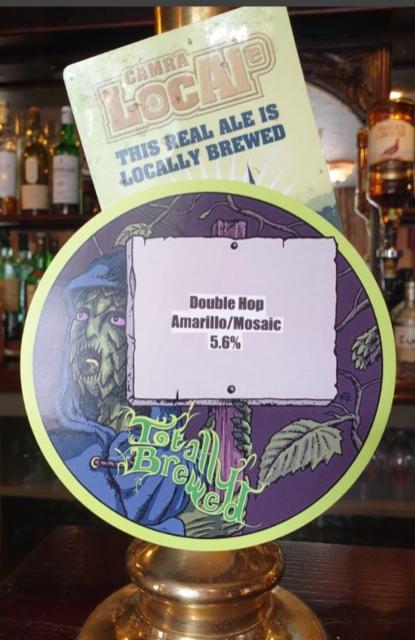 CAMRA
LocAle
THIS REAL ALE IS
LOCALLY BREWED
Double Hop
Amarillo/Mosaic
5.6%
Totally
Brewed